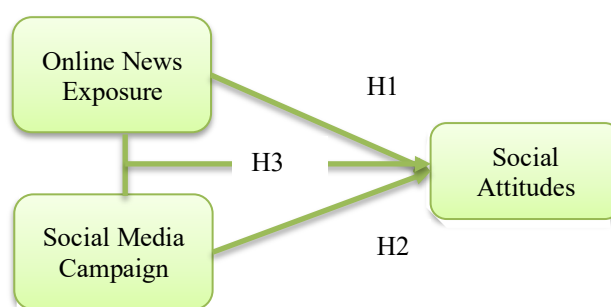 Online News
Exposure
H1
H3
Social
Attitudes
Social Media
Campaign
H2